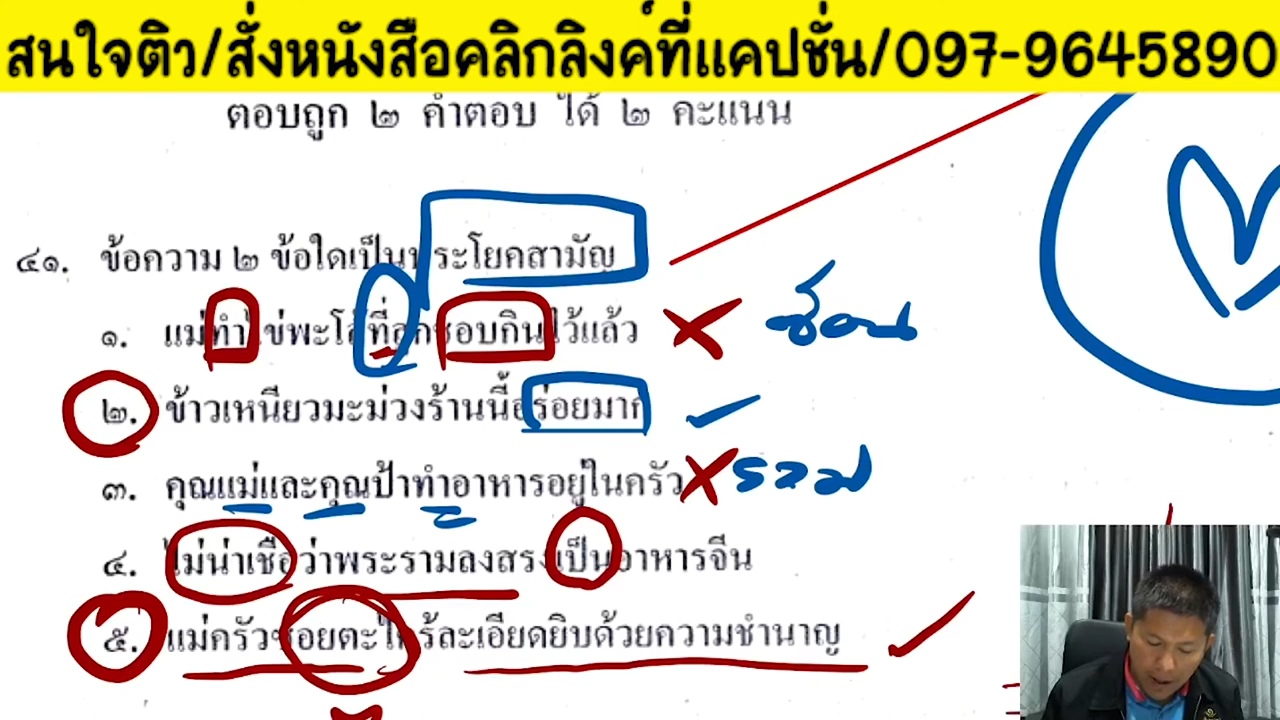 สนใจติว/สั่งหนังสือคลิกลิงค์ที่แคปชั่น/097-9645890
ตอบถูก ๒ คำตอบ ได้ ๒ คะแนน
๔๑. ข้อความ ๒ ข้อใดเป็นประโยคสามัญ
๑. แม่ทำไข่พะโล้ที่ลูกชอบกินไว้แล้ว ซ้อน
๒. ข้าวเหนียวมะม่วงร้านนี้อร่อยมาก
๓. คุณแม่และคุณป้าทำอาหารอยู่ในครัว รวม
๔. ไม่น่าเชื่อว่าพระรามลงสรงเป็นอาหารจีน
๕. แม่ครัวซอยตะไคร้ละเอียดยิบด้วยความชำนาญ